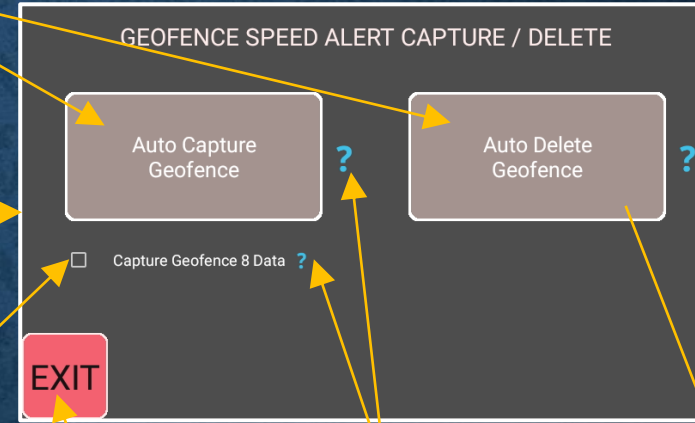 GEOFENCE SPEED ALERT CAPTURE / DELETE
Auto Capture
Geofence
?
Auto Delete
Geofence
?
Capture Geofence 8 Data ?
EXIT